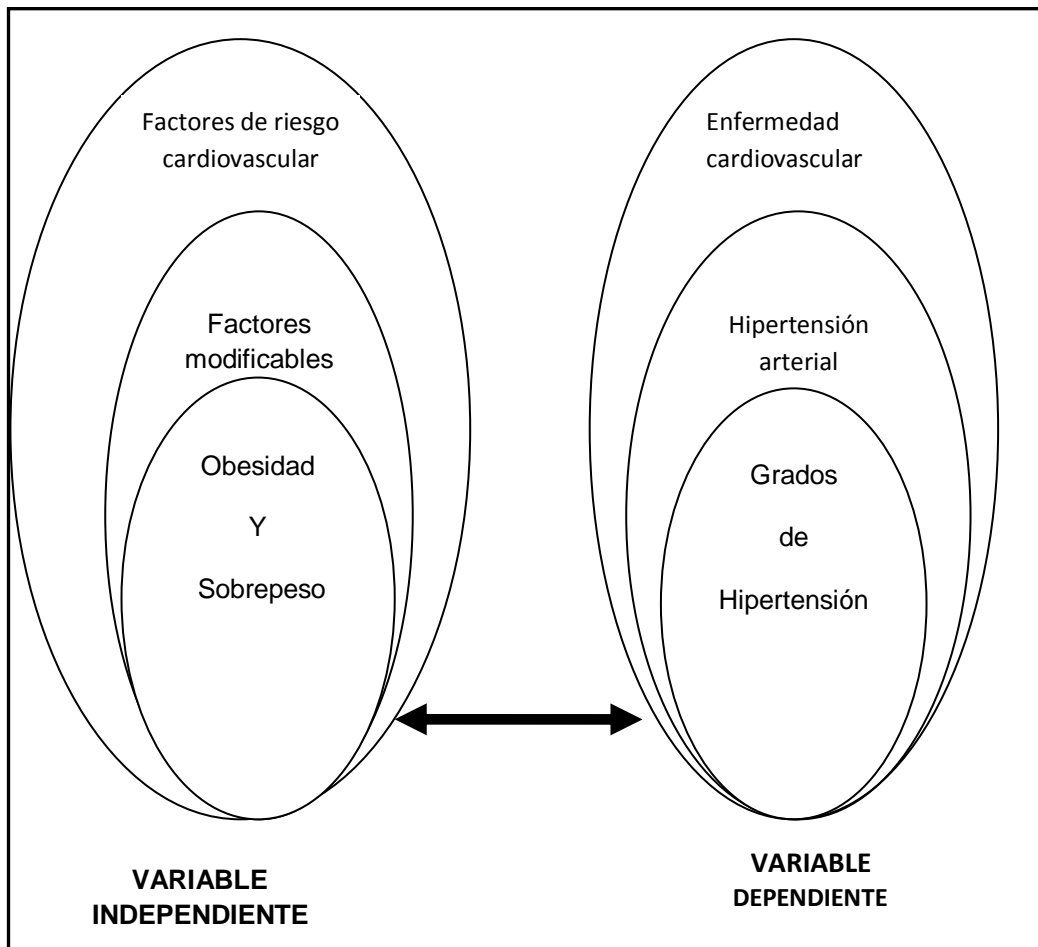 Factores de riesgo
cardiovascular
Factores
modificables
Obesidad
Y
Sobrepeso
VARIABLE
INDEPENDIENTE
Enfermedad
cardiovascular
Hipertensión
arterial
Grados
de
Hipertensión
VARIABLE
DEPENDIENTE